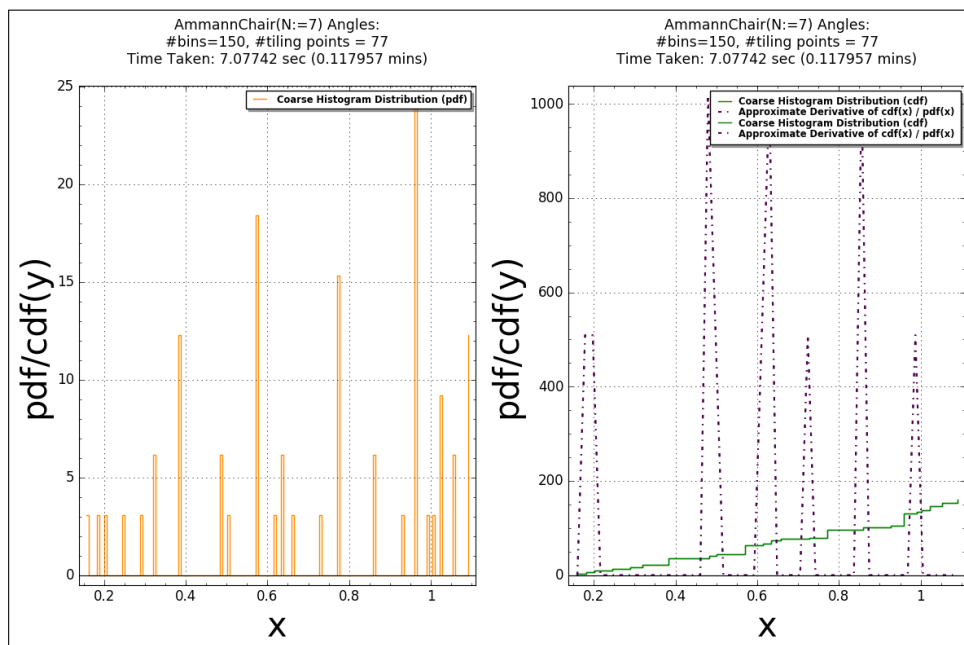 AmmannChair(N:=7) Angles:
#bins=150, #tiling points = 77
Time Taken: 7.07742 sec (0.117957 mins)
Coarse Histogram Distribution (pdf)
25
20
15
10
5
0
pdf/cdf(y)
0.2 0.4 0.6 0.8 1
x
AmmannChair(N:=7) Angles:
#bins=150, #tiling points = 77
Time Taken: 7.07742 sec (0.117957 mins)
Coarse Histogram Distribution (cdf)
Approximate Derivative of cdf(x) / pdf(x)
Coarse Histogram Distribution (cdf)
Approximate Derivative of cdf(x) / pdf(x)
1000
800
600
400
200
0
pdf/cdf(y)
0.2 0.4 0.6 0.8 1
x